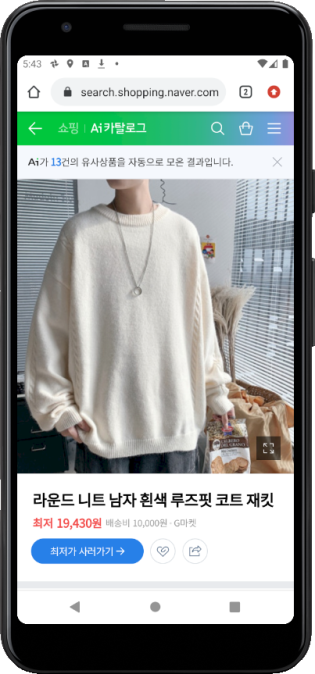 5:43
search.shopping.naver.com
2
쇼핑 Ai 카탈로그
Ai가 13건의 유사상품을 자동으로 모은 결과입니다.
라운드 니트 남자 흰색 루즈핏 코트 재킷
최저 19,430원 배송비 10,000원 · G마켓
최저가 사러가기 →